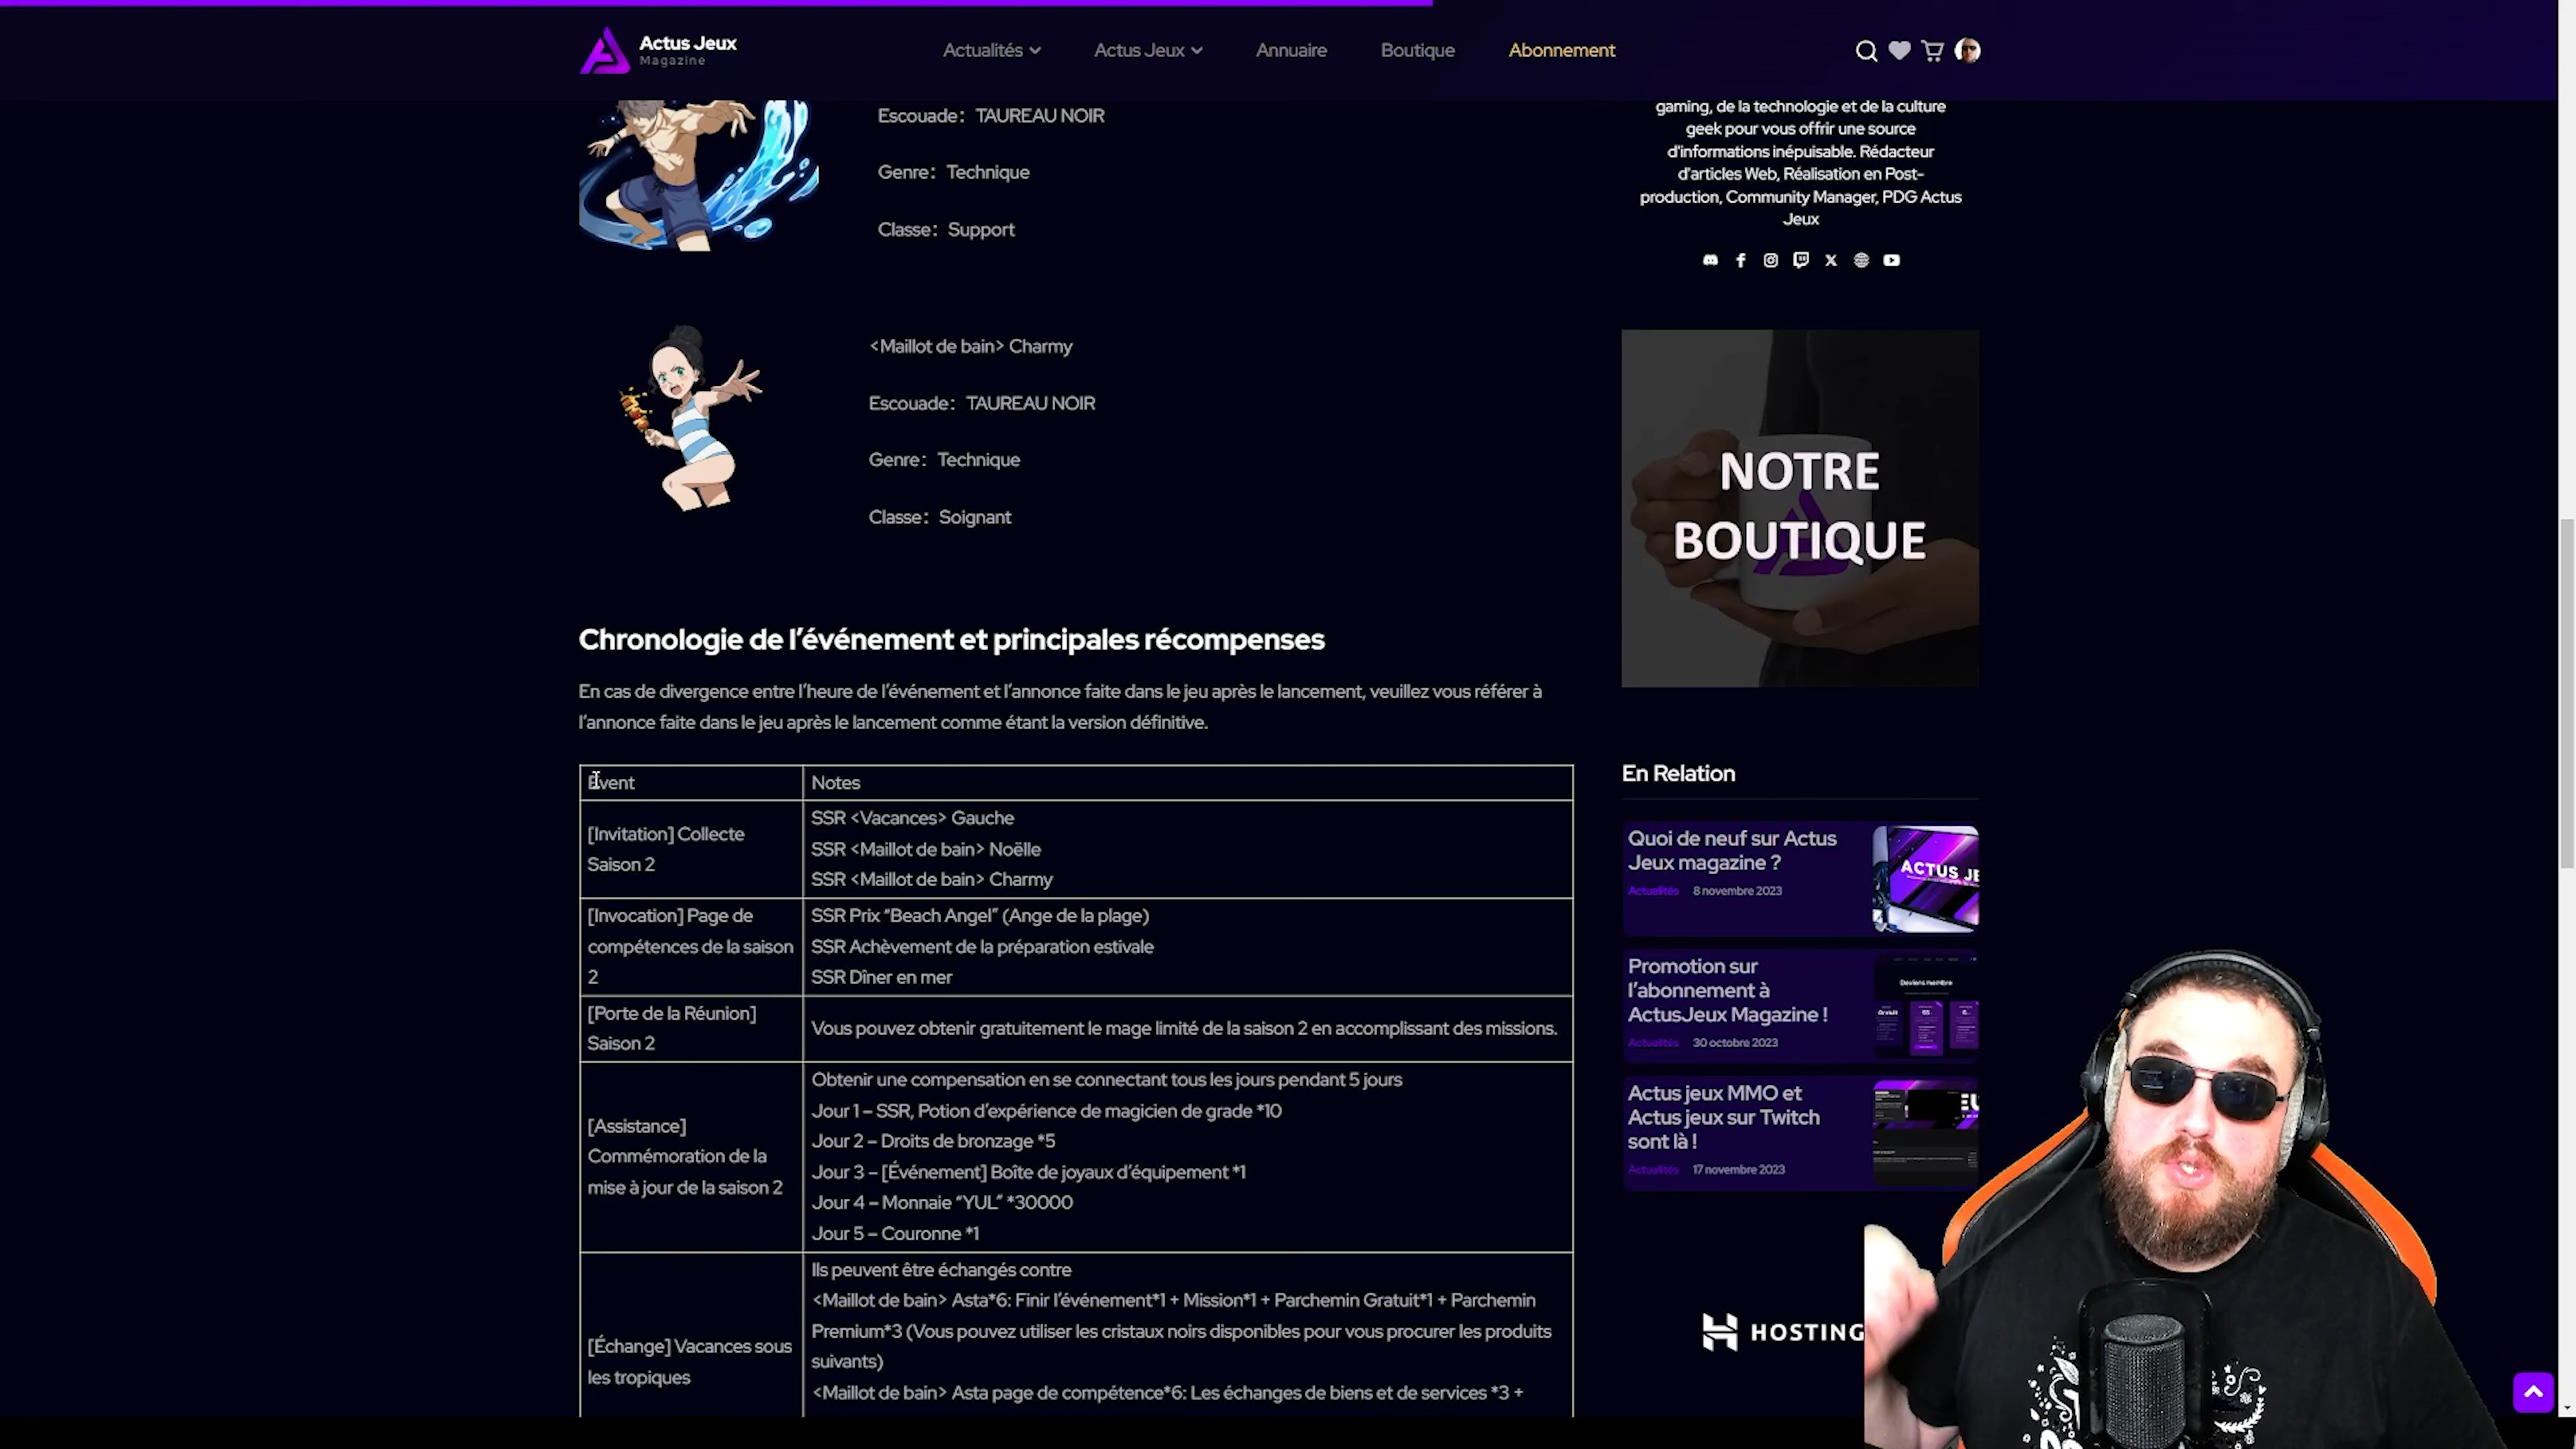 Actus Jeux
Magazine
Actualités
Actus Jeux
Annuaire
Boutique
Abonnement
Escouade: TAUREAU NOIR
Genre: Technique
Classe: Support
<Maillot de bain> Charmy
Escouade: TAUREAU NOIR
Genre: Technique
Classe: Soignant
Chronologie de l'événement et principales récompenses
En cas de divergence entre l'heure de l'événement et l'annonce faite dans le jeu après le lancement, veuillez vous référer à
l'annonce faite dans le jeu après le lancement comme étant la version définitive.
Event
Notes
[Invitation] Collecte
Saison 2
SSR <Vacances> Gauche
SSR <Maillot de bain> Noëlle
SSR <Maillot de bain> Charmy
[Invocation] Page de
compétences de la saison
2
SSR Prix “Beach Angel” (Ange de la plage)
SSR Achèvement de la préparation estivale
SSR Dîner en mer
[Porte de la Réunion]
Saison 2
Vous pouvez obtenir gratuitement le mage limité de la saison 2 en accomplissant des missions.
[Assistance]
Commémoration de la
mise à jour de la saison 2
Obtenir une compensation en se connectant tous les jours pendant 5 jours
Jour 1 – SSR, Potion d'expérience de magicien de grade *10
Jour 2 – Droits de bronzage *5
Jour 3 – [Événement] Boîte de joyaux d'équipement *1
Jour 4 – Monnaie “YUL” *30000
Jour 5 – Couronne *1
[Échange] Vacances sous
les tropiques
Ils peuvent être échangés contre
<Maillot de bain> Asta*6: Finir l'événement*1 + Mission*1 + Parchemin Gratuit*1 + Parchemin
Premium*3 (Vous pouvez utiliser les cristaux noirs disponibles pour vous procurer les produits
suivants)
<Maillot de bain> Asta page de compétence*6: Les échanges de biens et de services *3 +
gaming, de la technologie et de la culture
geek pour vous offrir une source
d'informations inépuisable. Rédacteur
d'articles Web, Réalisation en Post-
production, Community Manager, PDG Actus
Jeux
NOTRE
BOUTIQUE
En Relation
Quoi de neuf sur Actus
Jeux magazine ?
Actualités 8 novembre 2023
ACTUS JE
Promotion sur
l'abonnement à
ActusJeux Magazine !
Actualités 30 octobre 2023
Deviens membre
Gratuit
Actus jeux MMO et
Actus jeux sur Twitch
sont là !
Actualités 17 novembre 2023
HOSTING